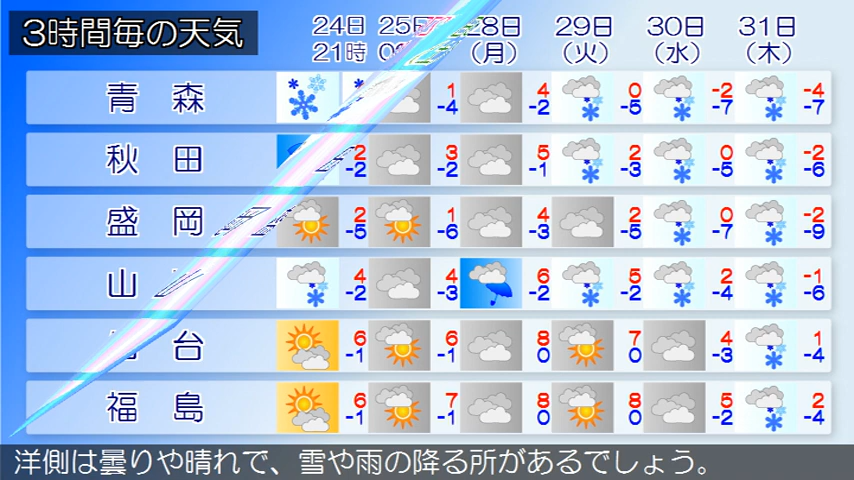 3時間毎の天気
24日 25日 28日 29日 30日 31日
21時 (月) (火) (水) (木)
青森 1 -4 4 -2 0 -5 -2 -7 -4 -7
秋田 2 -2 3 -2 5 -1 2 -3 0 -5 -2 -6
盛岡 2 -5 1 -6 4 -3 2 -5 0 -7 -2 -9
山 4 -2 4 -3 6 -2 5 -2 2 -4 -1 -6
台 6 -1 6 -1 8 0 7 0 4 -3 1 -4
福島 6 -1 7 -1 8 0 8 0 5 -2 2 -4
洋側は曇りや晴れで、雪や雨の降る所があるでしょう。